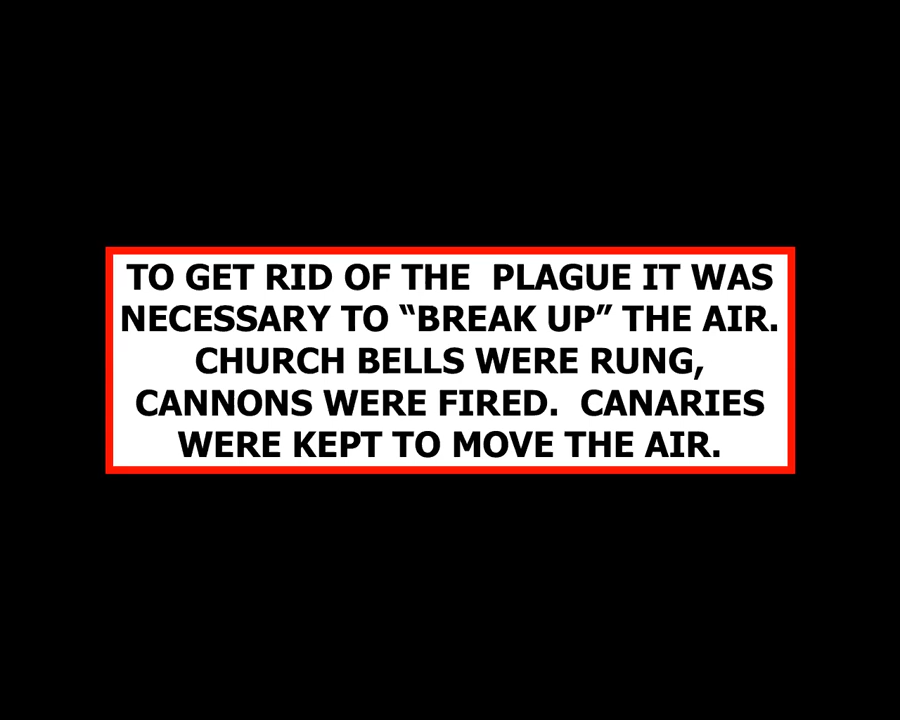 TO GET RID OF THE  PLAGUE IT WAS
NECESSARY TO “BREAK UP” THE AIR.
CHURCH BELLS WERE RUNG,
CANNONS WERE FIRED.  CANARIES
WERE KEPT TO MOVE THE AIR.